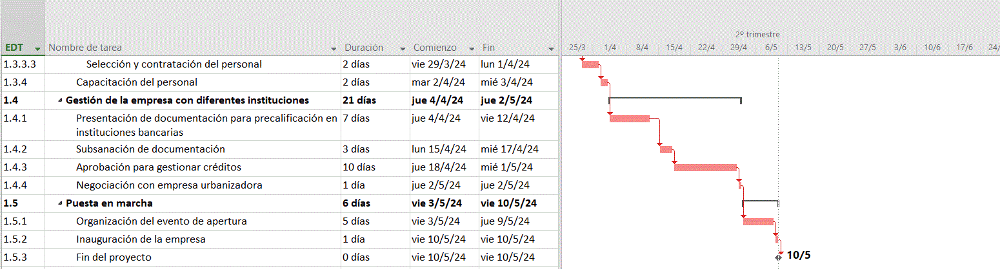 2º trimestre
EDT Nombre de tarea Duración Comienzo Fin 25/3 1/4 8/4 15/4 22/4 29/4 6/5 13/5 20/5 27/5 3/6 10/6 17/6 24/
1.3.3.3 Selección y contratación del personal 2 días vie 29/3/24 lun 1/4/24
1.3.4 Capacitación del personal 2 días mar 2/4/24 mié 3/4/24
1.4 Gestión de la empresa con diferentes instituciones 21 días jue 4/4/24 jue 2/5/24
1.4.1 Presentación de documentación para precalificación en 7 días jue 4/4/24 vie 12/4/24
instituciones bancarias
1.4.2 Subsanación de documentación 3 días lun 15/4/24 mié 17/4/24
1.4.3 Aprobación para gestionar créditos 10 días jue 18/4/24 mié 1/5/24
1.4.4 Negociación con empresa urbanizadora 1 día jue 2/5/24 jue 2/5/24
1.5 Puesta en marcha 6 días vie 3/5/24 vie 10/5/24
1.5.1 Organización del evento de apertura 5 días vie 3/5/24 jue 9/5/24
1.5.2 Inauguración de la empresa 1 día vie 10/5/24 vie 10/5/24
1.5.3 Fin del proyecto 0 días vie 10/5/24 vie 10/5/24 10/5